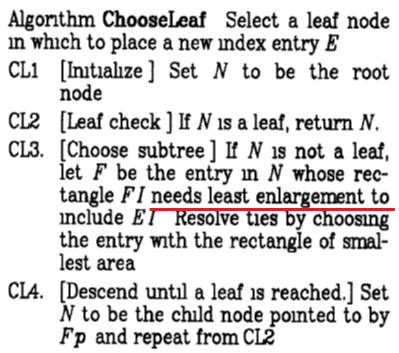 Algorithm ChooseLeaf Select a leaf node
in which to place a new index entry E
CL1 [Initialize] Set N to be the root
node
CL2 [Leaf check] If N is a leaf, return N.
CL3. [Choose subtree] If N is not a leaf,
let F be the entry in N whose rec-
tangle FI needs least enlargement to
include EI Resolve ties by choosing
the entry with the rectangle of smal-
lest area
CL4. [Descend until a leaf is reached.] Set
N to be the child node pointed to by
Fp and repeat from CL2